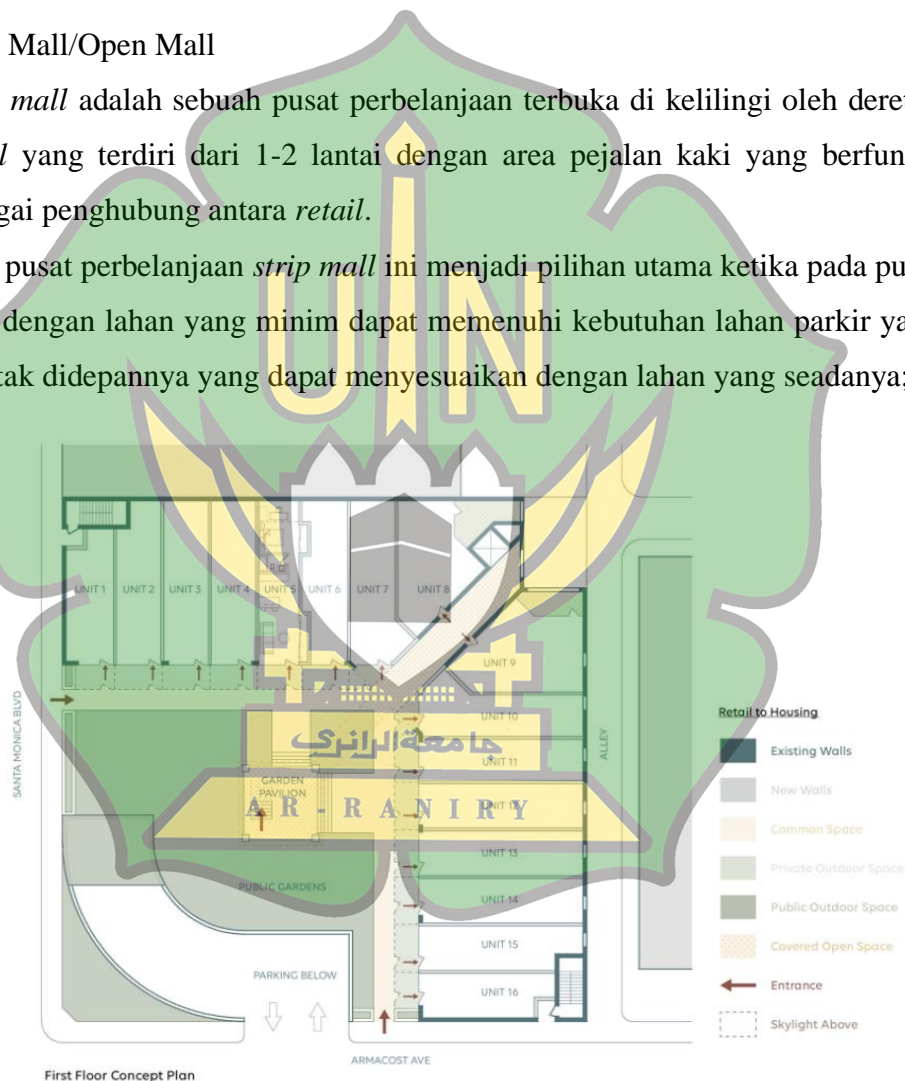 Mall/Open Mall
mall adalah sebuah pusat perbelanjaan terbuka di kelilingi oleh deret
l yang terdiri dari 1-2 lantai dengan area pejalan kaki yang berfun
gai penghubung antara retail.
pusat perbelanjaan strip mall ini menjadi pilihan utama ketika pada pu
dengan lahan yang minim dapat memenuhi kebutuhan lahan parkir ya
tak didepannya yang dapat menyesuaikan dengan lahan yang seadanya;
UIN
UNIT 1
UNIT 2
UNIT 3
UNIT 4
UNIT 5
UNIT 6
UNIT 7
UNIT 8
UNIT 9
UNIT 10
UNIT 11
UNIT 13
UNIT 14
UNIT 15
UNIT 16
SANTA MONICA BLVD
ALLEY
جامعة الرانري
AR-RANIRY
GARDEN
PAVILION
PUBLIC GARDENS
PARKING BELOW
ARMACOST AVE
Retail to Housing
Existing Walls
New Walls
Common Space
Private Outdoor Space
Public Outdoor Space
Covered Open Space
Entrance
Skylight Above
First Floor Concept Plan